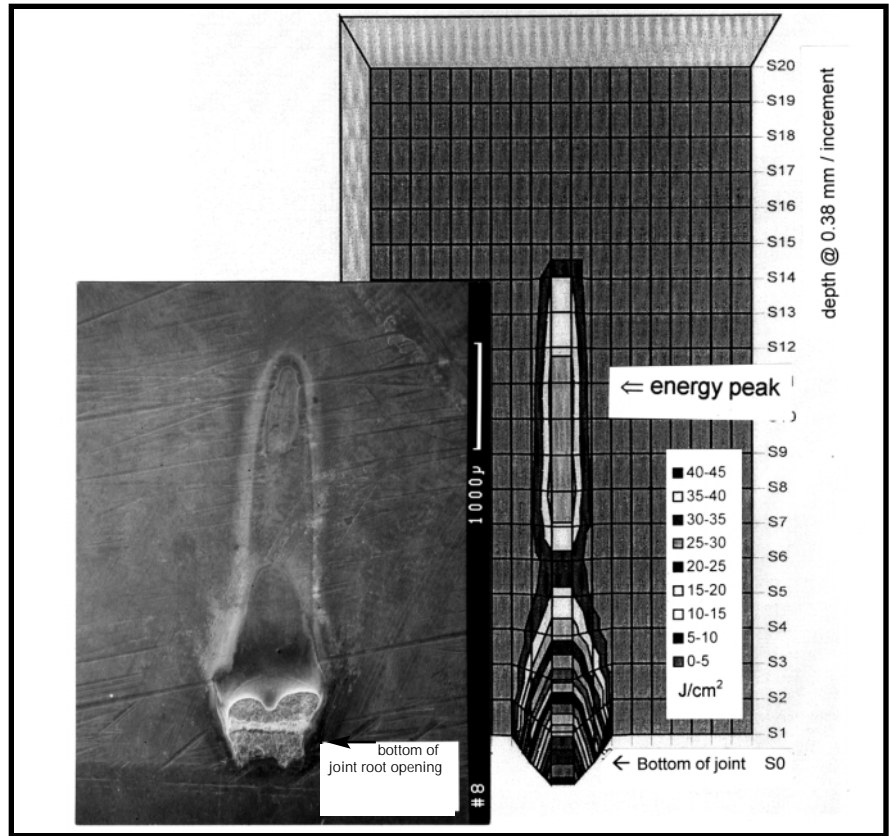 S20
S19
S18
S17
S16
S15
S14
S13
S12
⇐ energy peak
S9
S8
S7
S6
S5
S4
S3
S2
S1
← Bottom of joint S0
depth @ 0.38 mm / increment
40-45
35-40
30-35
25-30
20-25
15-20
10-15
5-10
0-5
J/cm²
1000μ
bottom of
joint root opening
#8